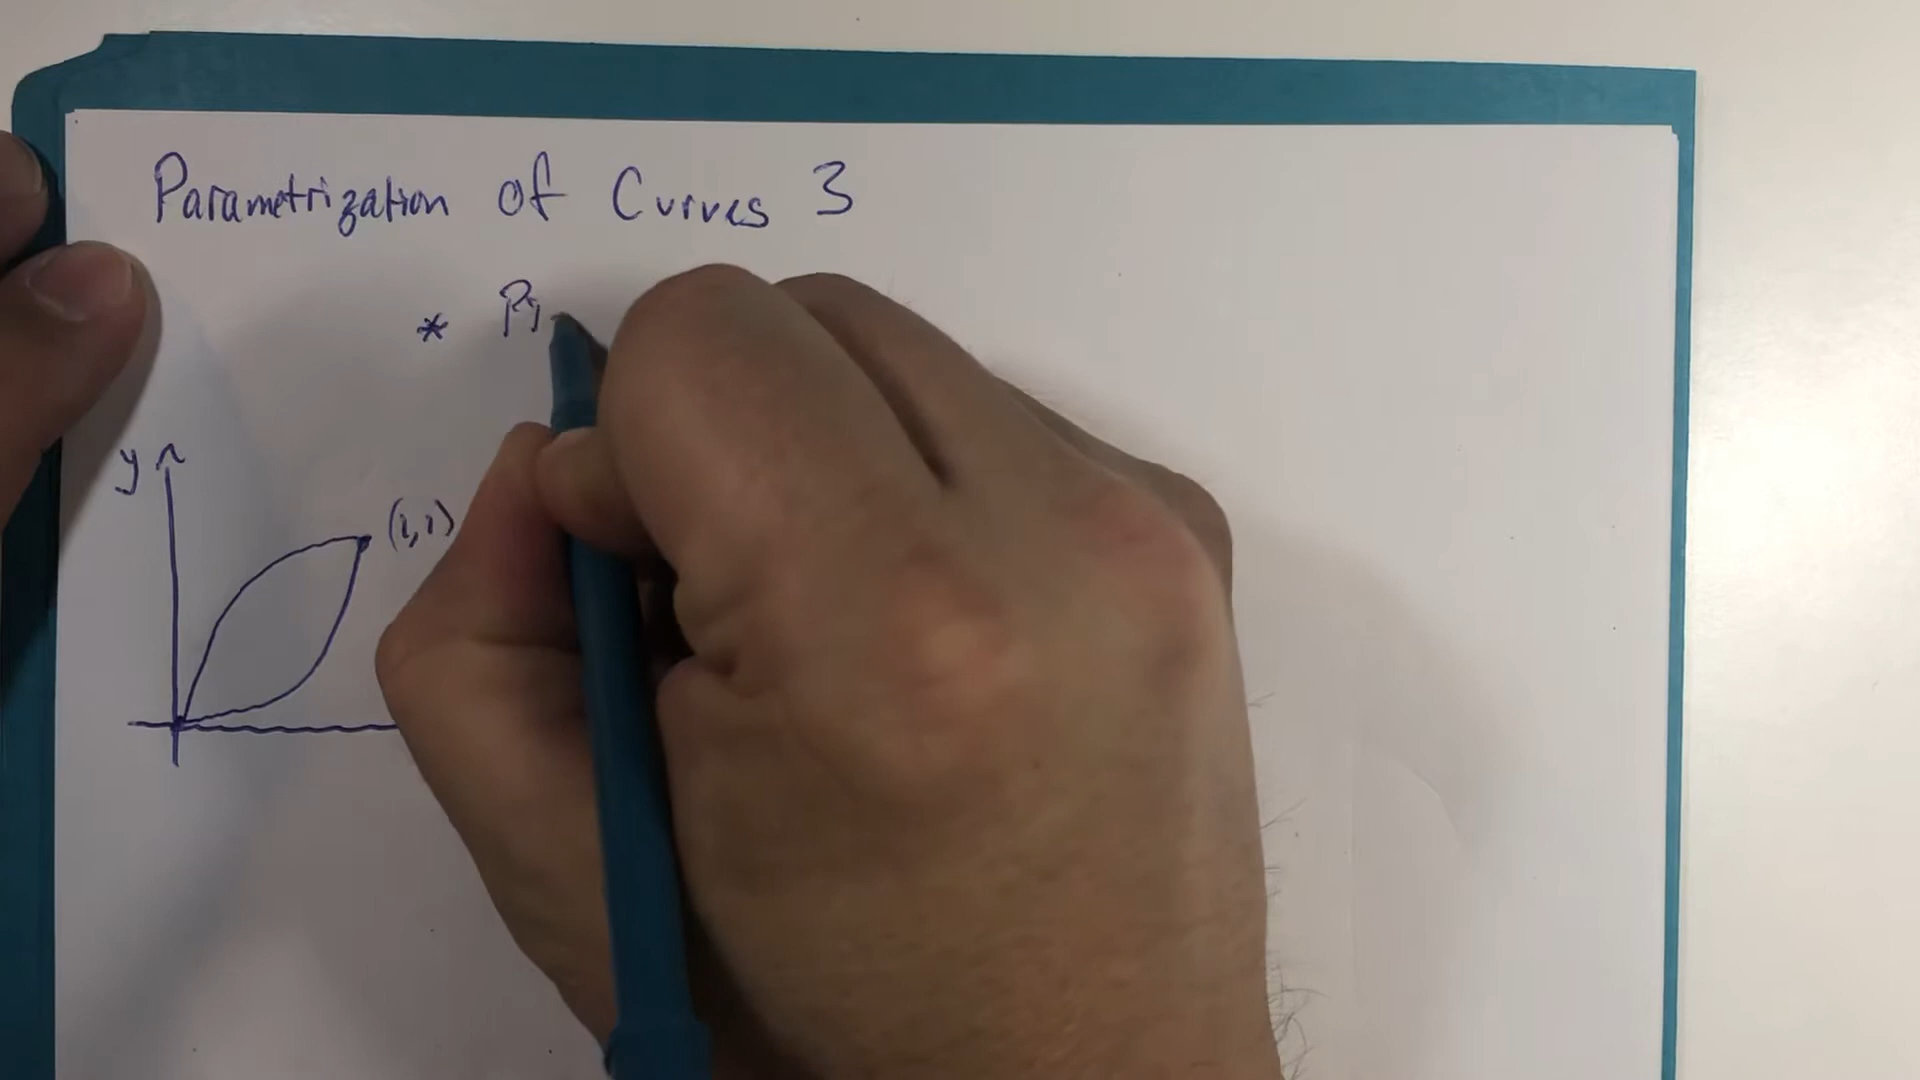 Parametrization of Curves 3
*
y
(1,1)